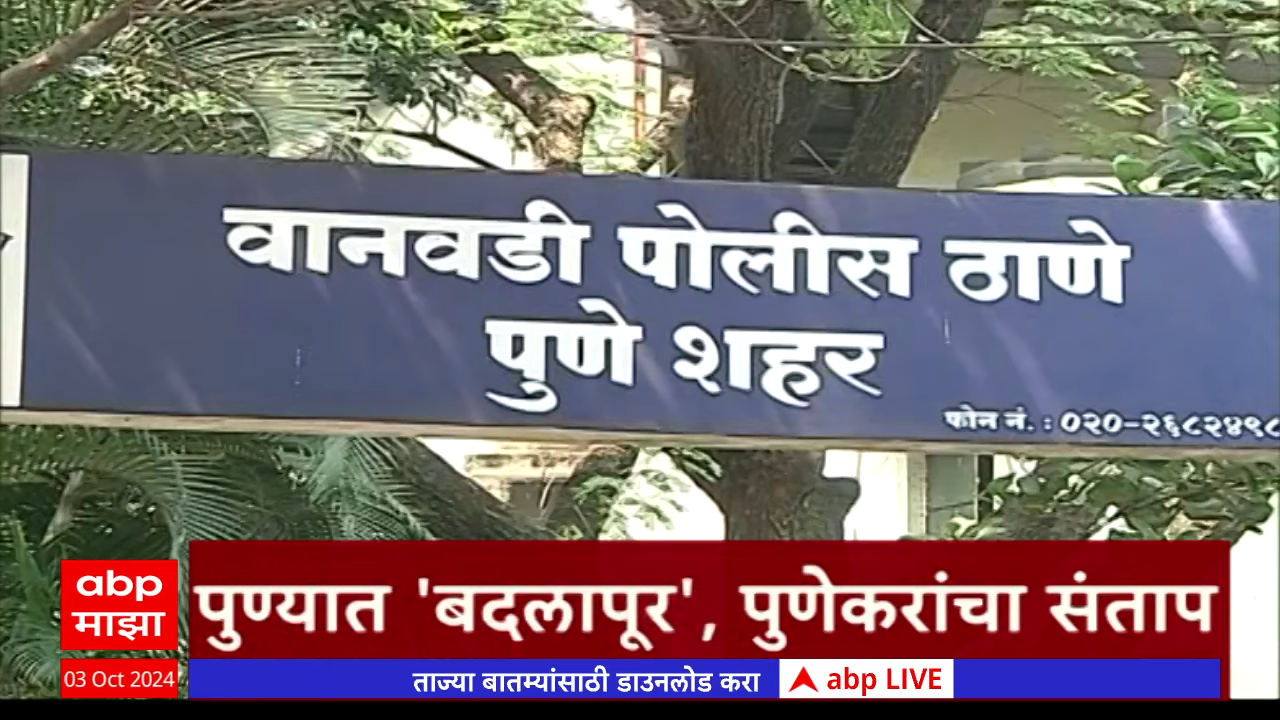 वानवडी पोलीस ठाणे
पुणे शहर
फोन नं. : ०२०-२६८२४९८
abp
माझा
पुण्यात 'बदलापूर', पुणेकरांचा संताप
03 Oct 2024
ताज्या बातम्यांसाठी डाउनलोड करा abp LIVE